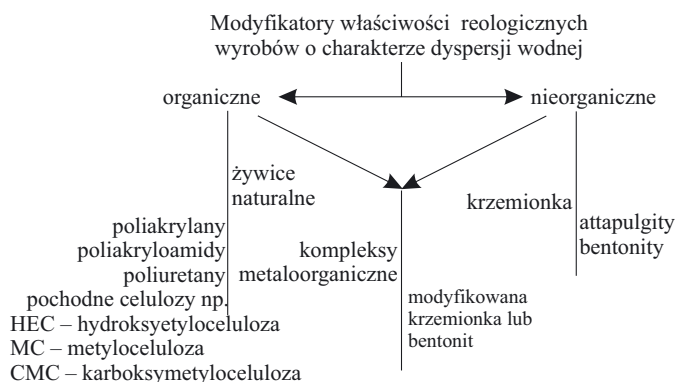 Modyfikatory właściwości reologicznych
wyrobów o charakterze dyspersji wodnej
organiczne
nieorganiczne
żywice
naturalne
poliakrylany
poliakryloamidy
poliuretany
pochodne celulozy np.
HEC – hydroksyetyloceluloza
MC – metyloceluloza
CMC – karboksymetyloceluloza
kompleksy
metaloorganiczne
modyfikowana
krzemionka lub
bentonit
krzemionka
attapulgity
bentonity